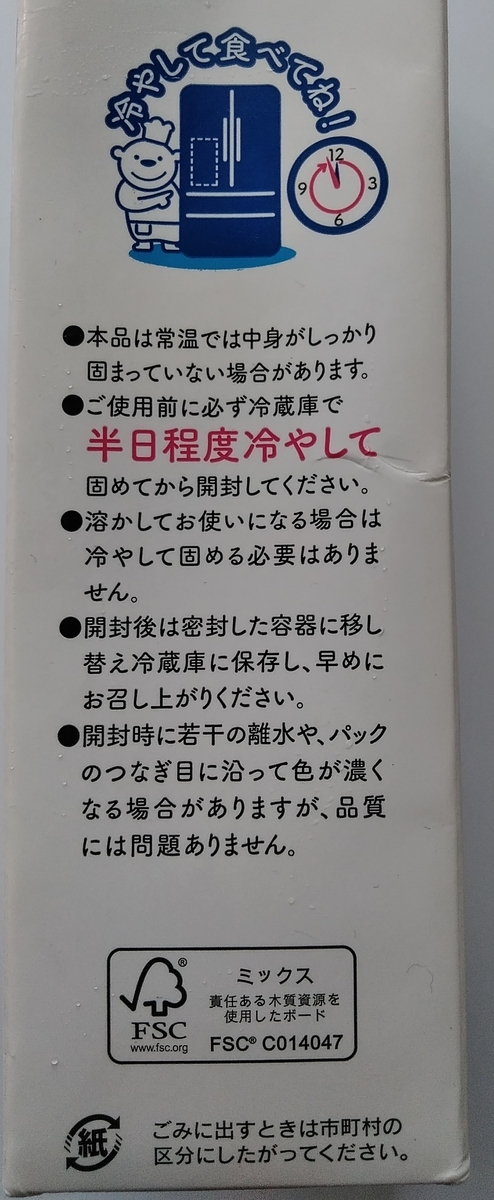 冷やして食べてね!
12
9
3
6
●本品は常温では中身がしっかり
固まっていない場合があります。
●ご使用前に必ず冷蔵庫で
半日程度冷やして
固めてから開封してください。
●溶かしてお使いになる場合は
冷やして固める必要はありま
せん。
●開封後は密封した容器に移し
替え冷蔵庫に保存し、早めに
お召し上がりください。
●開封時に若干の離水や、パック
のつなぎ目に沿って色が濃く
なる場合がありますが、品質
には問題ありません。
®
FSC
www.fsc.org
ミックス
責任ある木質資源を
使用したボード
FSC® C014047
紙
ごみに出すときは市町村の
区分にしたがってください。